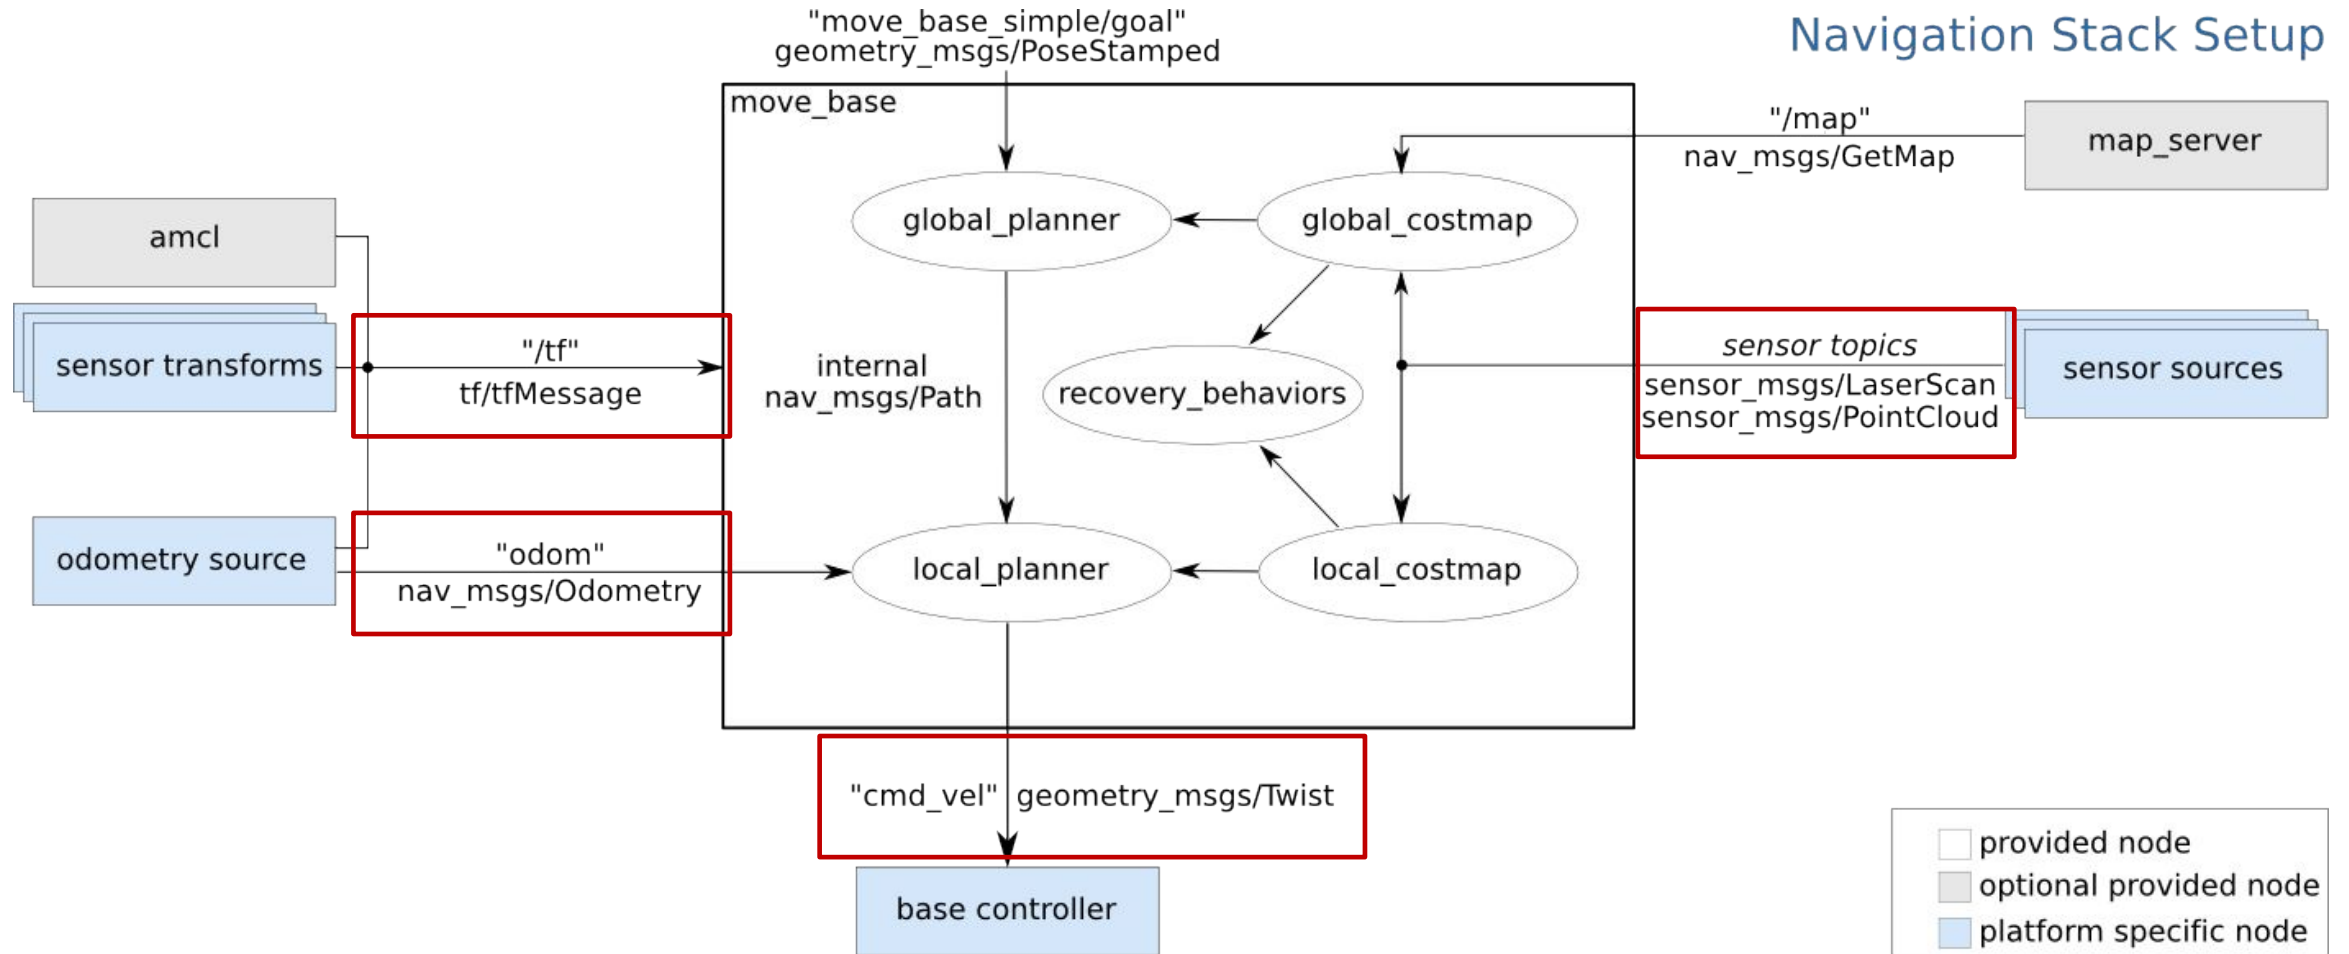 "move_base_simple/goal"
geometry_msgs/PoseStamped
Navigation Stack Setup
move_base
"/map"
nav_msgs/GetMap
map_server
amcl
global_planner
global_costmap
sensor transforms
"/tf"
tf/tfMessage
internal
nav_msgs/Path
recovery_behaviors
sensor topics
sensor_msgs/LaserScan
sensor_msgs/PointCloud
sensor sources
odometry source
"odom"
nav_msgs/Odometry
local_planner
local_costmap
"cmd_vel" geometry_msgs/Twist
base controller
provided node
optional provided node
platform specific node